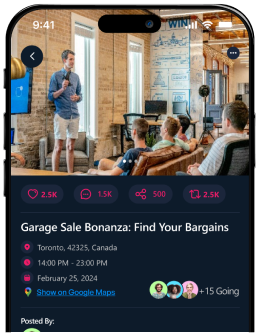 9:41
WIN
2.5K
1.5K
500
2.5K
Garage Sale Bonanza: Find Your Bargains
Toronto, 42325, Canada
14:00 PM - 23:00 PM
February 25, 2024
Show on Google Maps
+15 Going
Posted By: